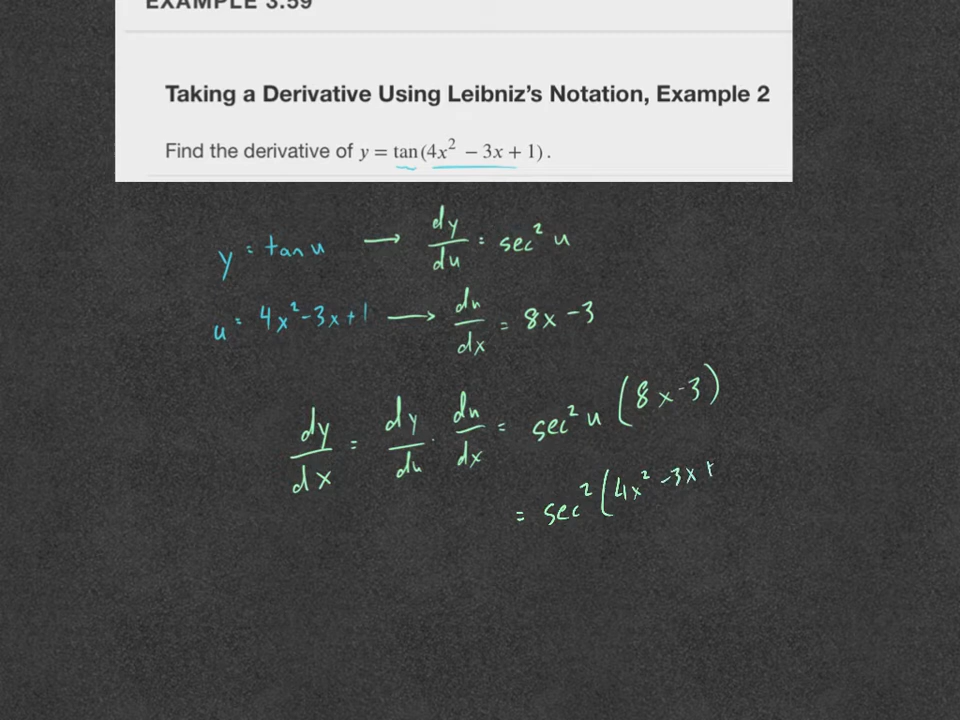 EXAMPLE 3.59
Taking a Derivative Using Leibniz's Notation, Example 2
Find the derivative of y = tan(4x² − 3x + 1).
y = tan u → dy/du = sec² u
u = 4x² - 3x + 1 → du/dx = 8x - 3
dy/dx = dy/du · du/dx = sec² u (8x - 3)
= sec² (4x² - 3x +